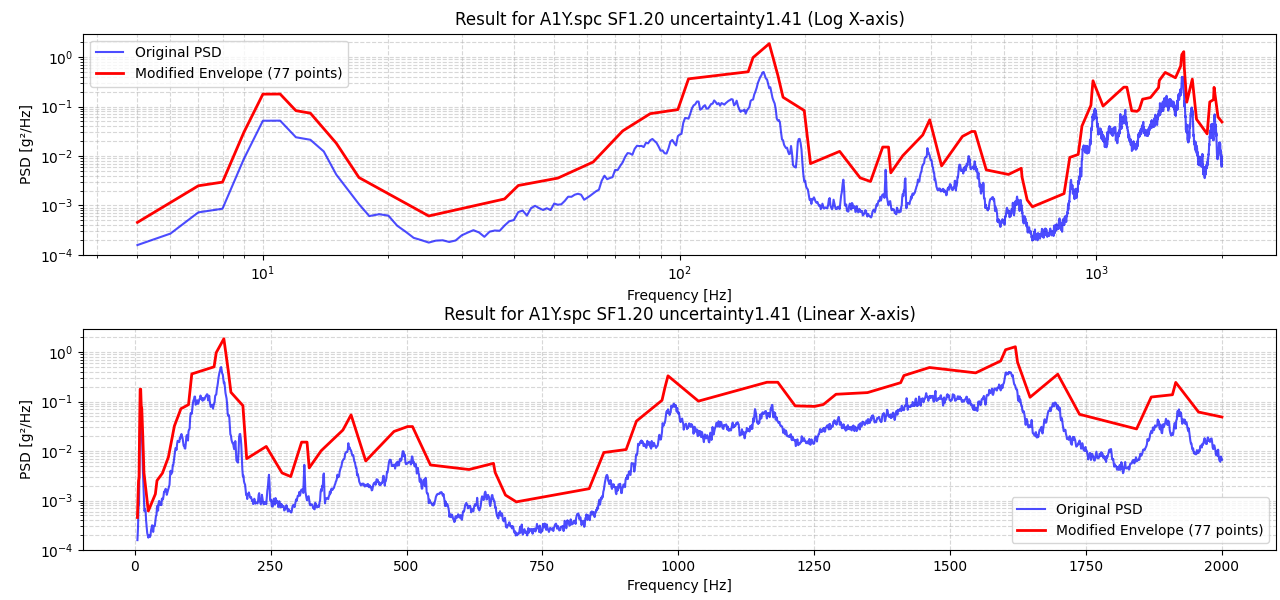 Result for A1Y.spc SF1.20 uncertainty1.41 (Log X-axis)
PSD [g²/Hz]
10⁰
10⁻¹
10⁻²
10⁻³
10⁻⁴
Original PSD
Modified Envelope (77 points)
10¹ 10² 10³
Frequency [Hz]
Result for A1Y.spc SF1.20 uncertainty1.41 (Linear X-axis)
PSD [g²/Hz]
10⁰
10⁻¹
10⁻²
10⁻³
10⁻⁴
Original PSD
Modified Envelope (77 points)
0 250 500 750 1000 1250 1500 1750 2000
Frequency [Hz]